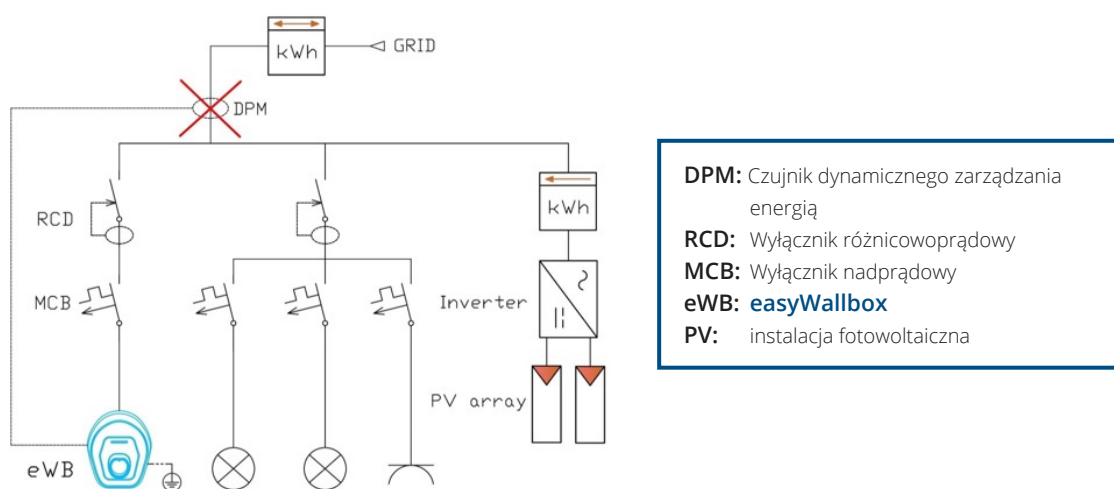 kWh
GRID
DPM
RCD
kWh
MCB
Inverter
PV array
eWB
DPM: Czujnik dynamicznego zarządzania
energią
RCD: Wyłącznik różnicowoprądowy
MCB: Wyłącznik nadprądowy
eWB: easyWallbox
PV: instalacja fotowoltaiczna